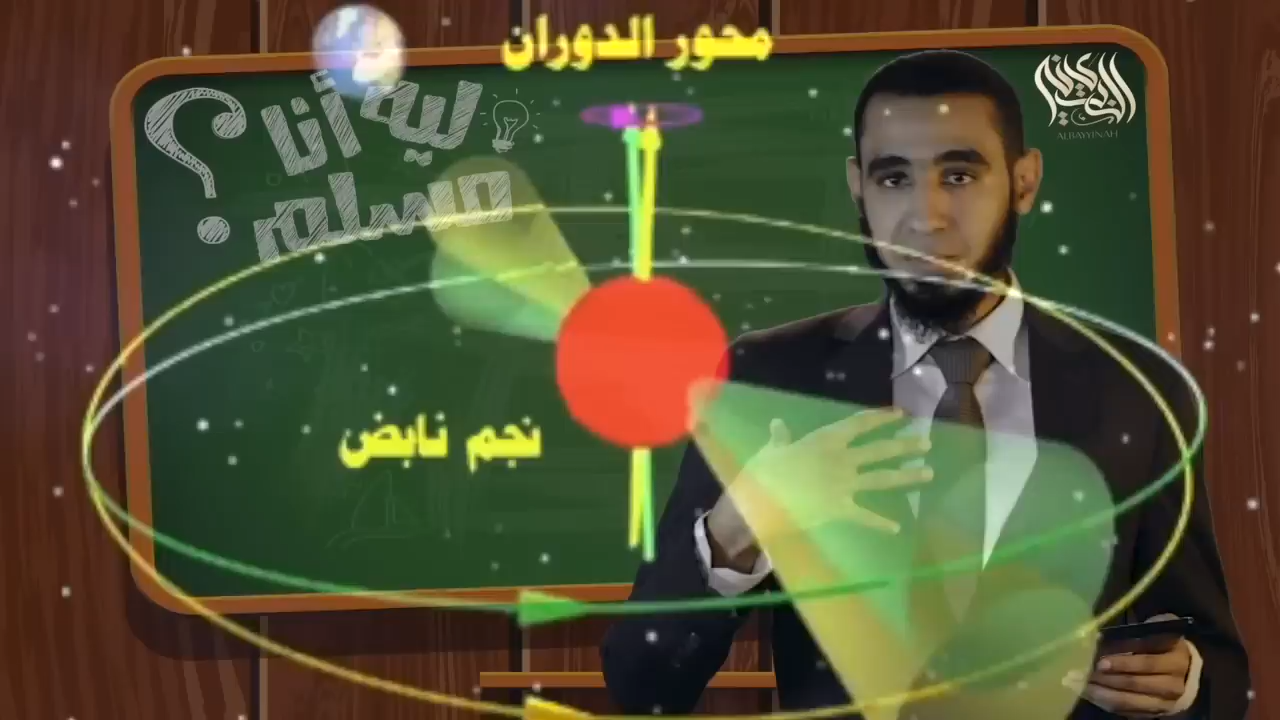 محور الدوران
ليه أنا
مسلم؟
البينة
ALBAYYINAH
نجم نابض